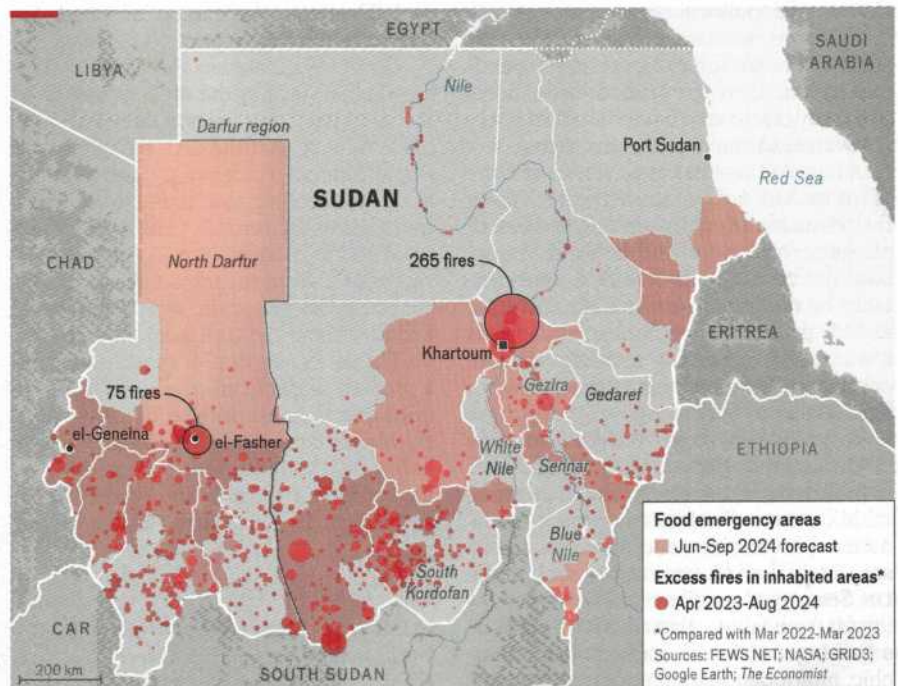 EGYPT
SAUDI
ARABIA
LIBYA
Nile
Darfur region
Port Sudan
Red Sea
SUDAN
CHAD
North Darfur
265 fires
ERITREA
Khartoum
Gezira
Gedaref
75 fires
el-Geneina
el-Fasher
White
Nile
Sennar
ETHIOPIA
Blue
Nile
South
Kordofan
CAR
200 km
SOUTH SUDAN
Food emergency areas
Jun-Sep 2024 forecast
Excess fires in inhabited areas*
Apr 2023-Aug 2024
*Compared with Mar 2022-Mar 2023
Sources: FEWS NET; NASA; GRID3;
Google Earth; The Economist